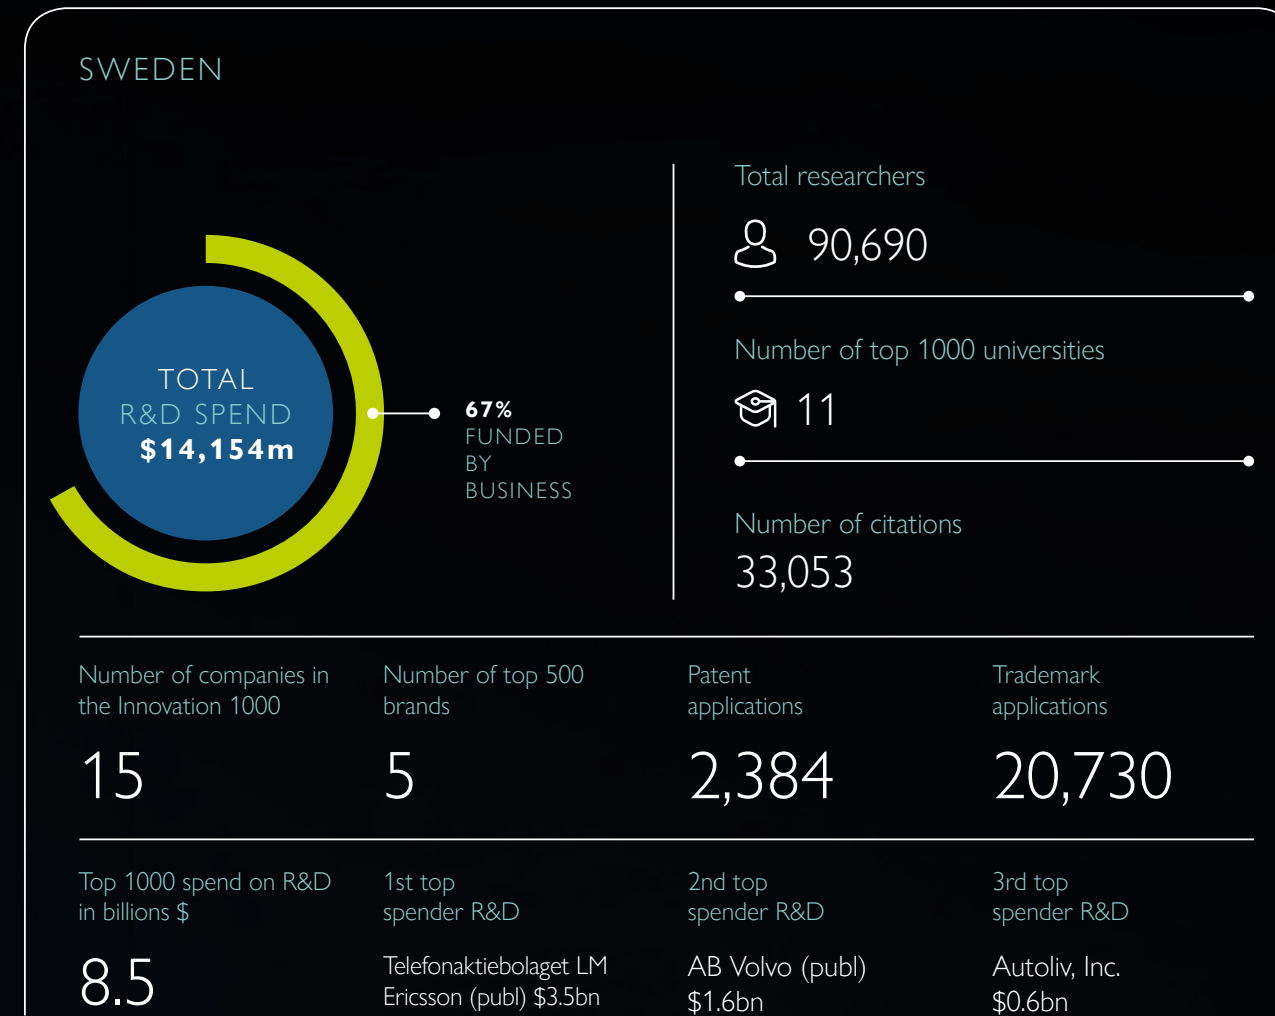 SWEDEN
TOTAL
R&D SPEND
$14,154m
67%
FUNDED
BY
BUSINESS
Total researchers
90,690
Number of top 1000 universities
11
Number of citations
33,053
Number of companies in
the Innovation 1000
15
Number of top 500
brands
5
Patent
applications
2,384
Trademark
applications
20,730
Top 1000 spend on R&D
in billions $
8.5
1st top
spender R&D
Telefonaktiebolaget LM
Ericsson (publ) $3.5bn
2nd top
spender R&D
AB Volvo (publ)
$1.6bn
3rd top
spender R&D
Autoliv, Inc.
$0.6bn